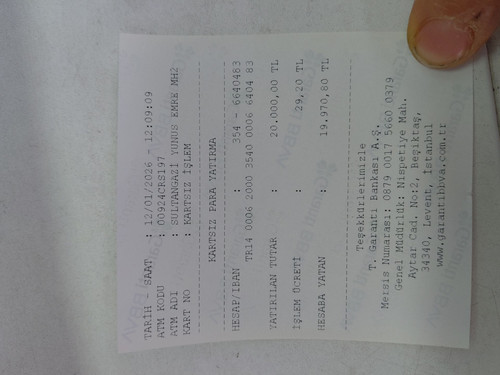 TARİH - SAAT : 12/01/2026 - 12:09:09
ATM KODU : 00924CRS197
ATM ADI : SULTANGAZİ YUNUS EMRE MH2
KART NO : KARTSIZ İŞLEM
KARTSIZ PARA YATIRMA
HESAP/IBAN : 354 - 6640483
TR14 0006 2000 3540 0006 6404 83
YATIRILAN TUTAR : 20.000,00 TL
İŞLEM ÜCRETİ : 29,20 TL
HESABA YATAN : 19.970,80 TL
Teşekkürlerimizle
T. Garanti Bankası A.Ş.
Mersis Numarası: 0879 0017 5660 0379
Genel Müdürlük: Nispetiye Mah.
Aytar Cad. No:2, Beşiktaş,
34340, Levent, İstanbul
www.garantibbva.com.tr